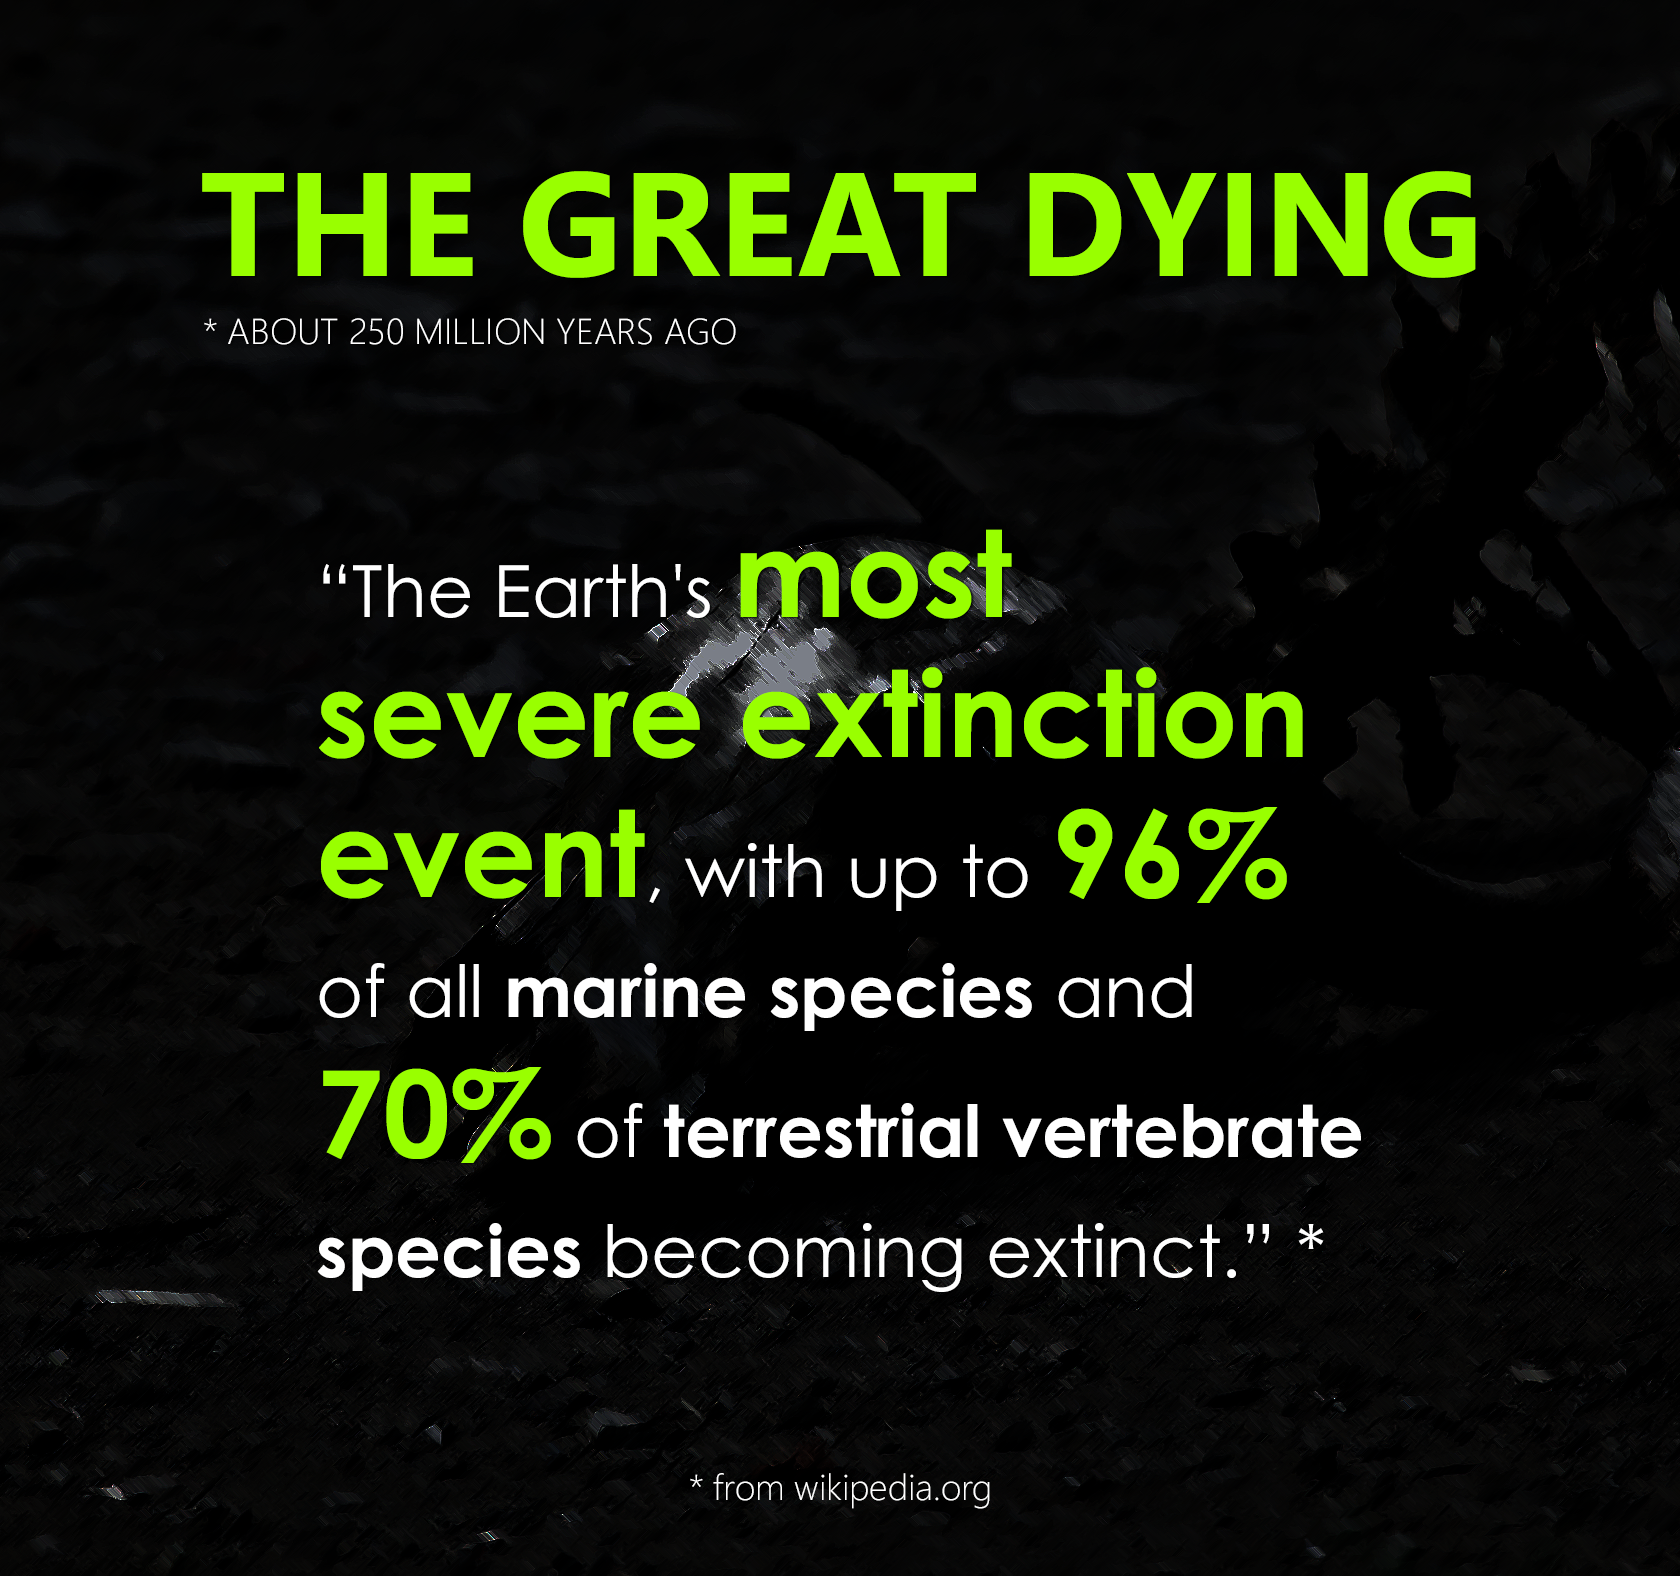 THE GREAT DYING
* ABOUT 250 MILLION YEARS AGO
“The Earth's most
severe extinction
event, with up to 96%
of all marine species and
70% of terrestrial vertebrate
species becoming extinct.” *
* from wikipedia.org